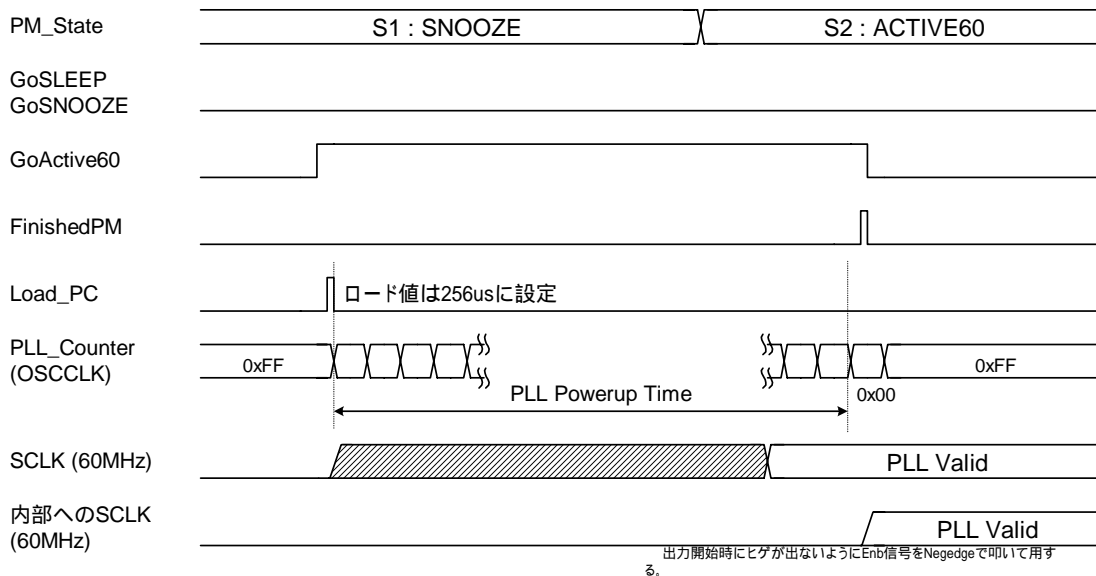 PM_State
S1 : SNOOZE
S2 : ACTIVE60
GoSLEEP
GoSNOOZE
GoActive60
FinishedPM
Load_PC
ロード値は256usに設定
PLL_Counter
(OSCCLK)
0xFF
0xFF
PLL Powerup Time
0x00
SCLK (60MHz)
PLL Valid
内部へのSCLK
(60MHz)
PLL Valid
出力開始時にヒゲが出ないようにEnb信号をNegedgeで叩いて用す
る。